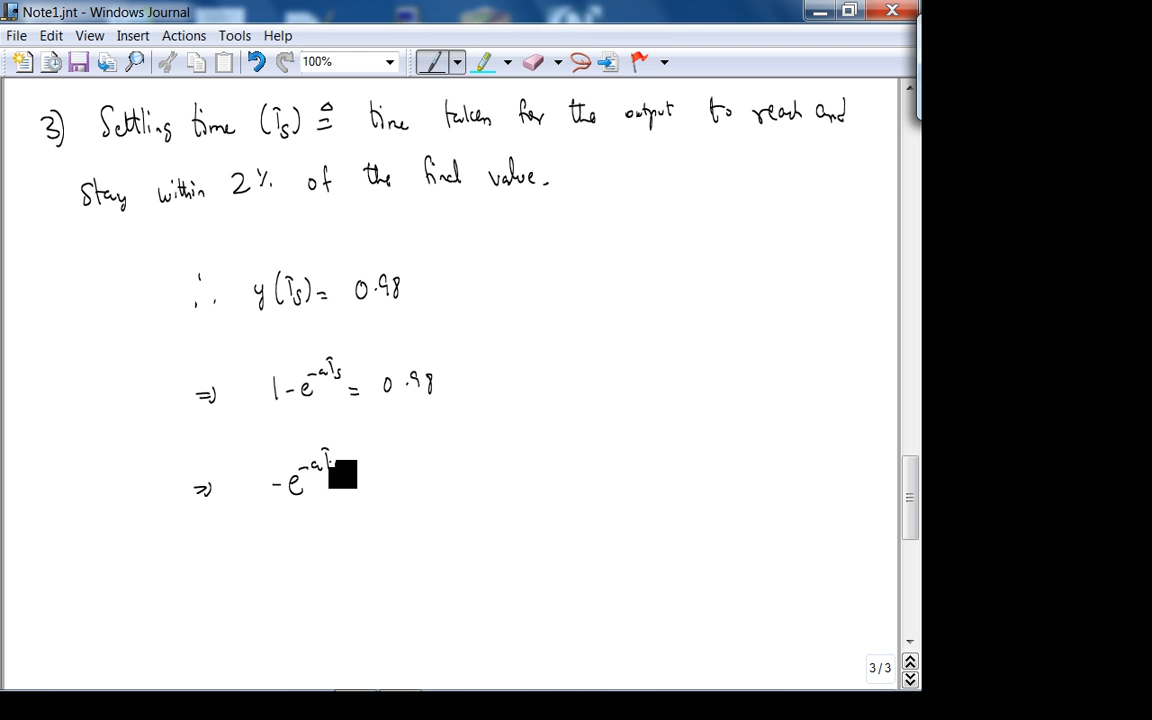 Note1.jnt - Windows Journal
File Edit View Insert Actions Tools Help
100%
3) Settling time (Ts) ≜ time taken for the output to reach and
stay within 2% of the final value.
∴ y(Ts) = 0.98
⇒ 1-e^-aTs = 0.98
⇒ -e^-aT
3/3